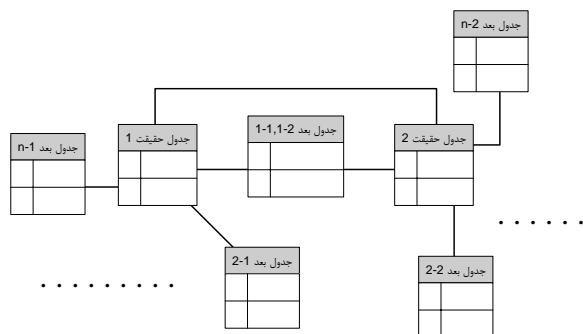 جدول بعد n-2
جدول حقیقت 1
جدول بعد 1-1,1-2
جدول حقیقت 2
جدول بعد n-1
جدول بعد 2-1
جدول بعد 2-2